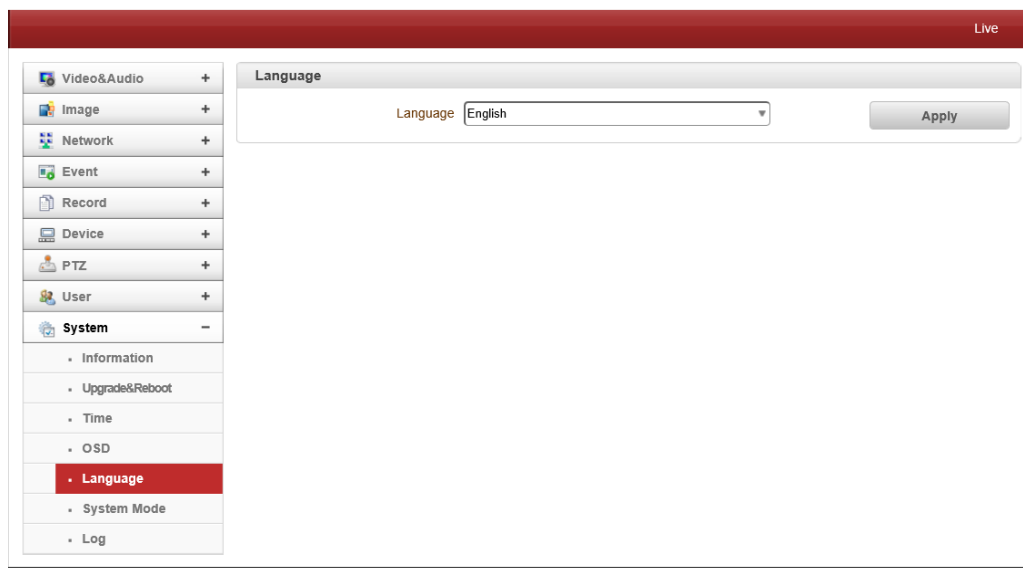 Live
Video&Audio +
Image +
Network +
Event +
Record +
Device +
PTZ +
User +
System −
Information
Upgrade&Reboot
Time
OSD
Language
System Mode
Log
Language
Language English
Apply